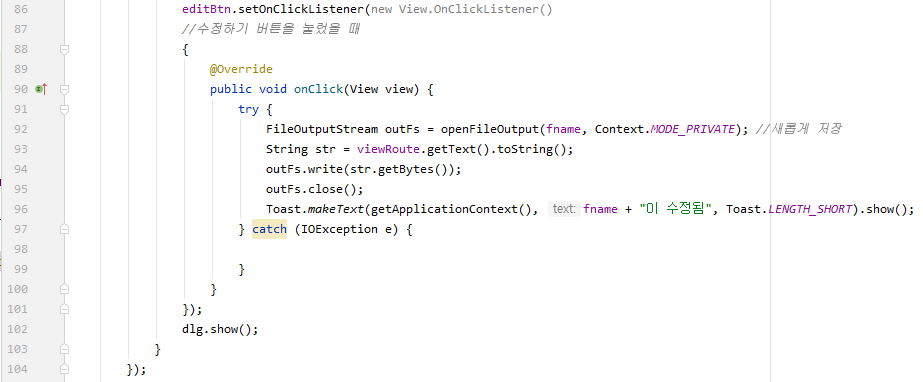 86 editBtn.setOnClickListener(new View.OnClickListener()
87 //수정하기 버튼을 눌렀을 때
88 {
89 @Override
90 public void onClick(View view) {
91 try {
92 FileOutputStream outFs = openFileOutput(fname, Context.MODE_PRIVATE); //새롭게 저장
93 String str = viewRoute.getText().toString();
94 outFs.write(str.getBytes());
95 outFs.close();
96 Toast.makeText(getApplicationContext(), text: fname + "이 수정됨", Toast.LENGTH_SHORT).show();
97 } catch (IOException e) {
98
99 }
100 }
101 });
102 dlg.show();
103 }
104 });